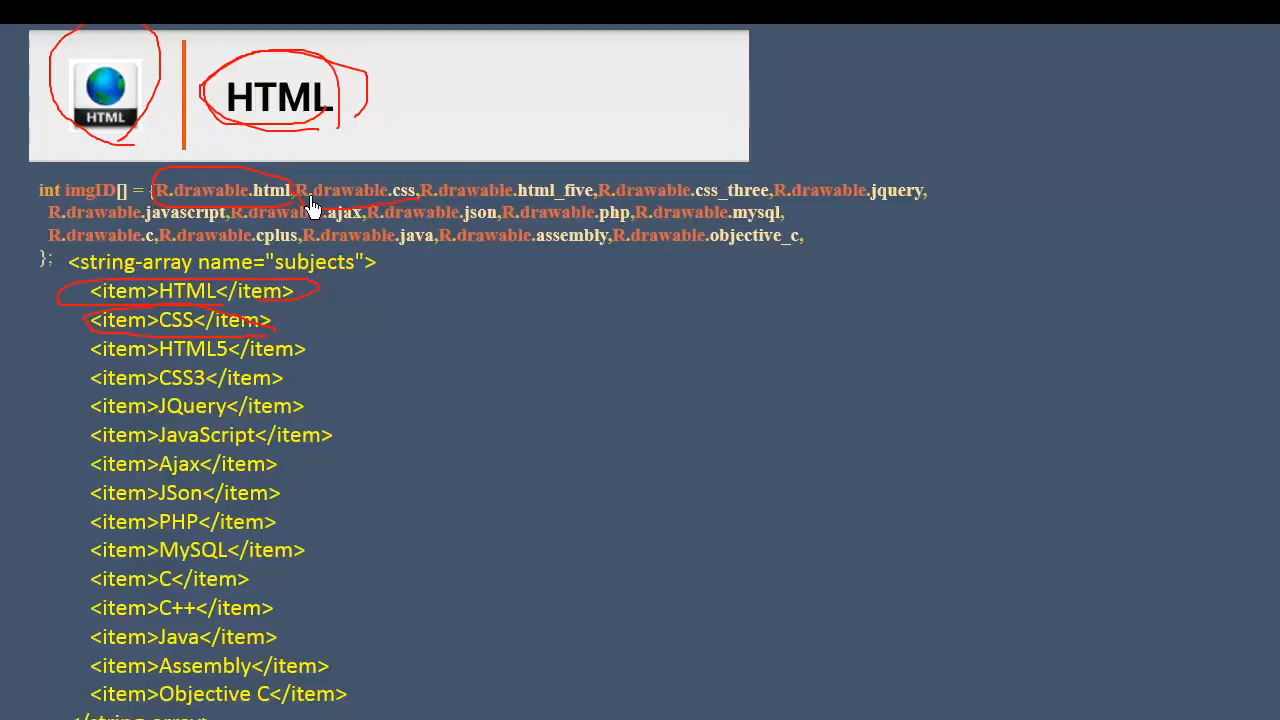 HTML
HTML
int imgID[] = {R.drawable.html,R.drawable.css,R.drawable.html_five,R.drawable.css_three,R.drawable.jquery,
R.drawable.javascript,R.drawable.ajax,R.drawable.json,R.drawable.php,R.drawable.mysql,
R.drawable.c,R.drawable.cplus,R.drawable.java,R.drawable.assembly,R.drawable.objective_c,
};
<string-array name="subjects">
<item>HTML</item>
<item>CSS</item>
<item>HTML5</item>
<item>CSS3</item>
<item>JQuery</item>
<item>JavaScript</item>
<item>Ajax</item>
<item>JSon</item>
<item>PHP</item>
<item>MySQL</item>
<item>C</item>
<item>C++</item>
<item>Java</item>
<item>Assembly</item>
<item>Objective C</item>
</string-array>